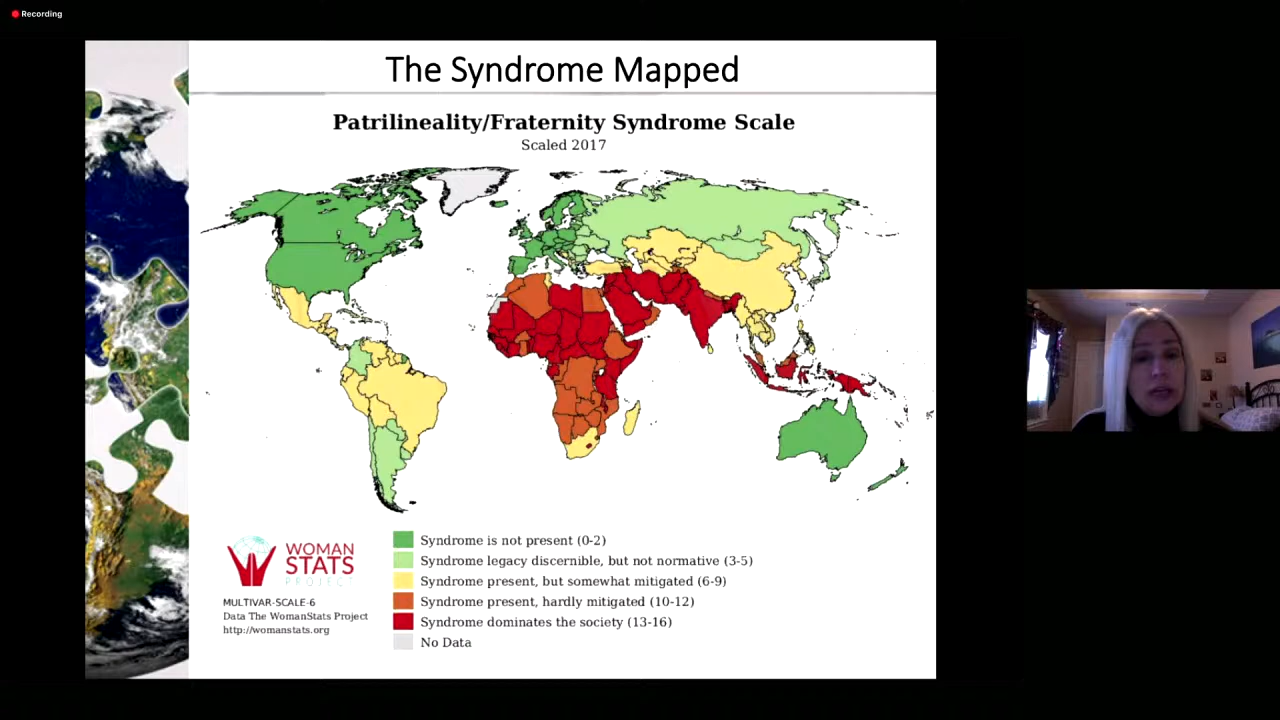 Recording
The Syndrome Mapped
Patrilineality/Fraternity Syndrome Scale
Scaled 2017
WOMAN
STATS
PROJECT
MULTIVAR-SCALE-6
Data The WomanStats Project
http://womanstats.org
Syndrome is not present (0-2)
Syndrome legacy discernible, but not normative (3-5)
Syndrome present, but somewhat mitigated (6-9)
Syndrome present, hardly mitigated (10-12)
Syndrome dominates the society (13-16)
No Data